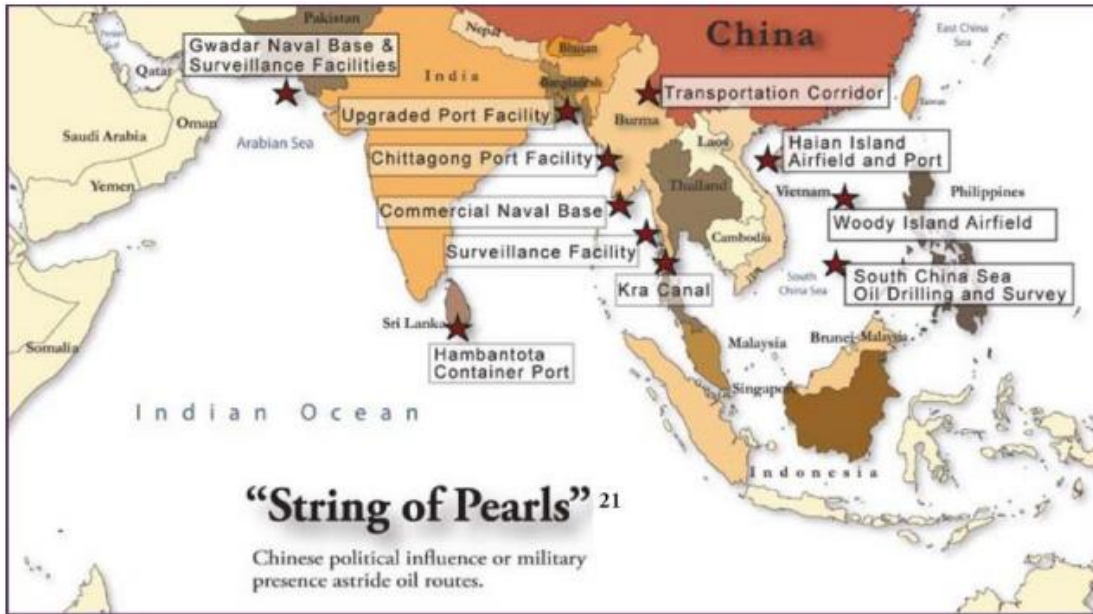 Pakistan
Nepal
China
East China
Sea
Gwadar Naval Base &
Surveillance Facilities
Bhutan
Qatar
India
Bangladesh
Transportation Corridor
Taiwan
Upgraded Port Facility
Burma
Oman
Saudi Arabia
Arabian Sea
Laos
Haian Island
Airfield and Port
Chittagong Port Facility
Thailand
Yemen
Vietnam
Philippines
Commercial Naval Base
Woody Island Airfield
Surveillance Facility
Cambodia
Kra Canal
South
China Sea
South China Sea
Oil Drilling and Survey
Sri Lanka
Somalia
Brunei
Malaysia
Malaysia
Hambantota
Container Port
Singapore
Indian Ocean
Indonesia
“String of Pearls” 21
Chinese political influence or military
presence astride oil routes.